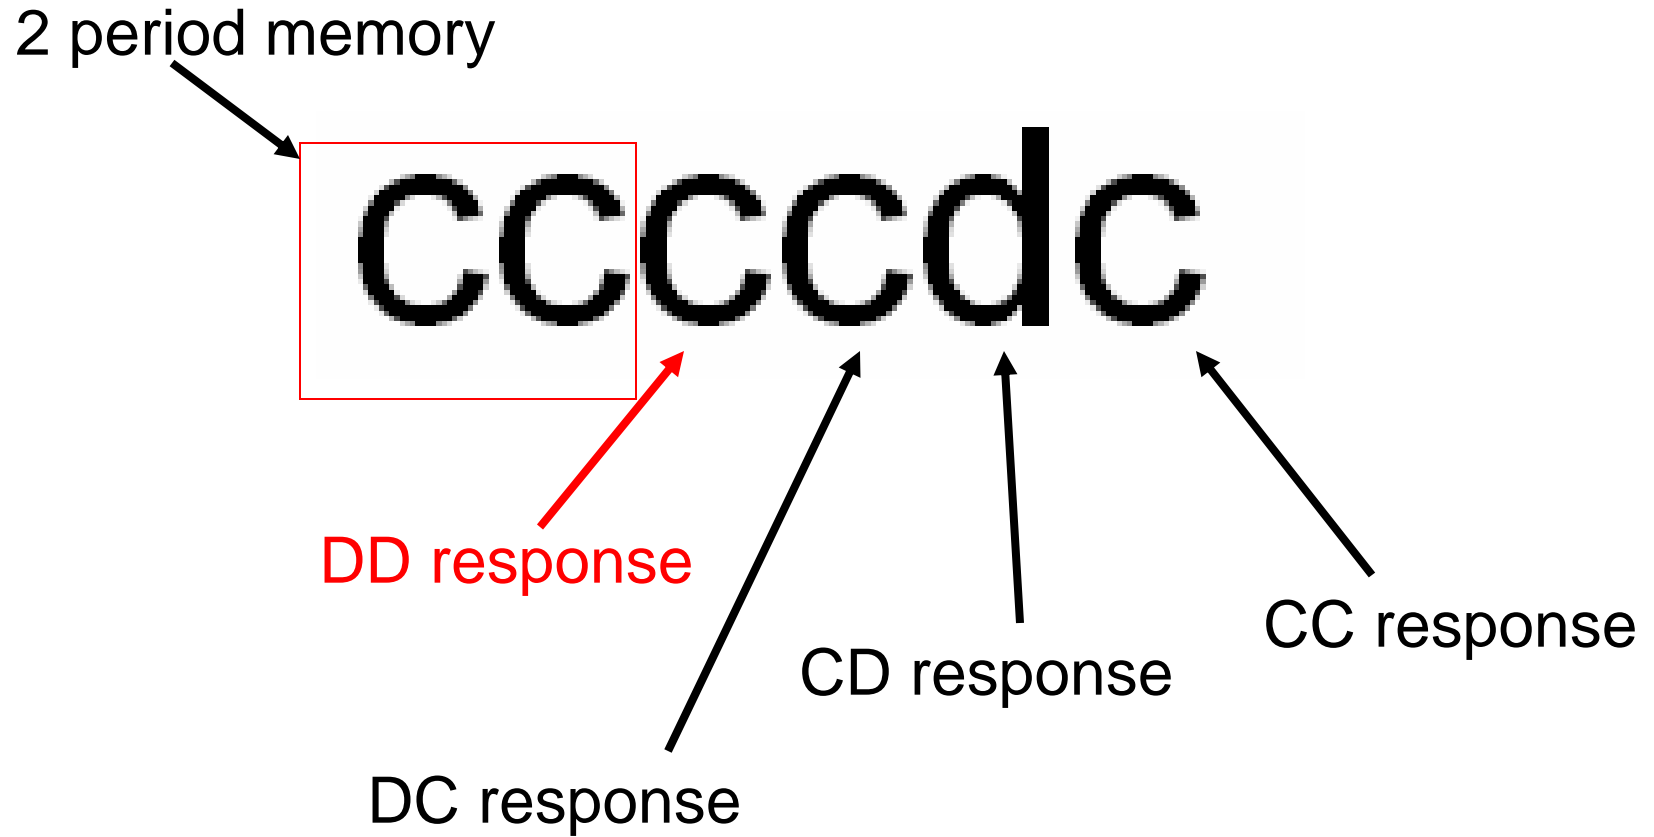 2 period memory
ccccdc
DD response
CC response
CD response
DC response